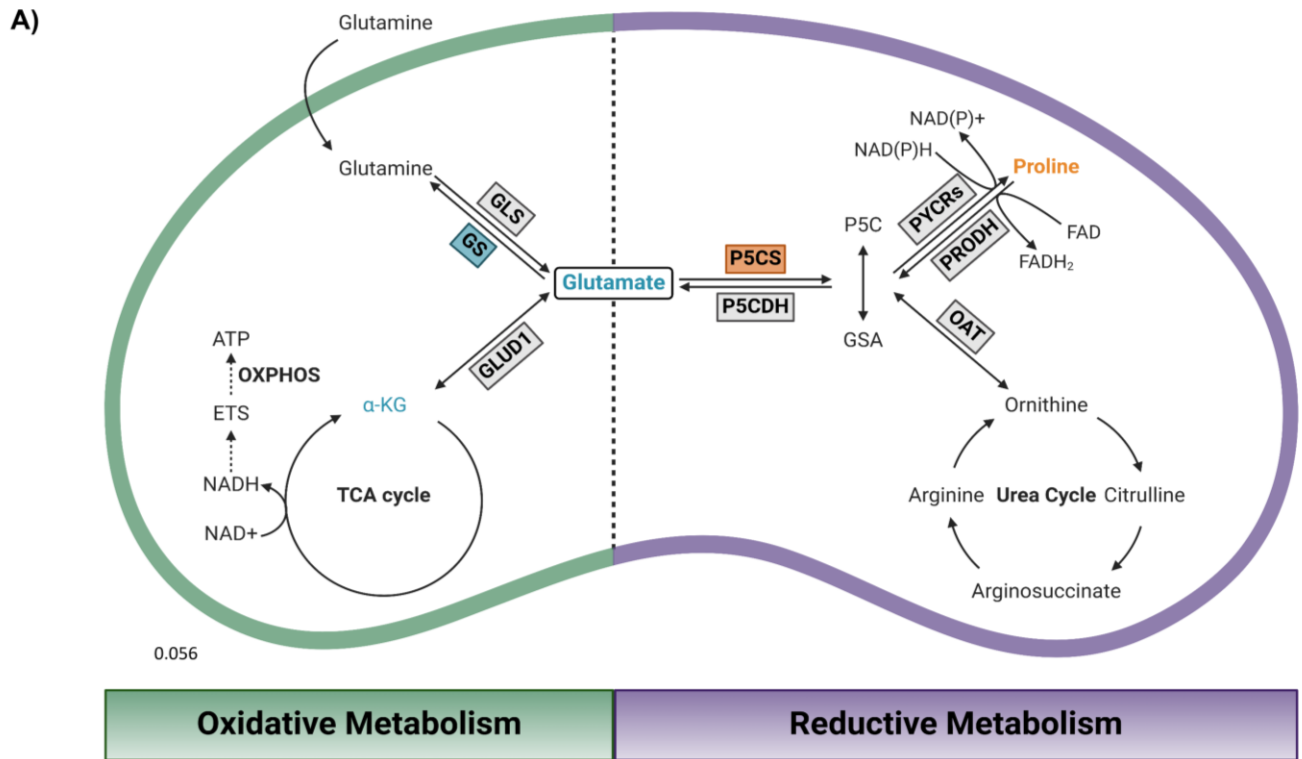 A)
Glutamine
Glutamine
GLS
GS
Glutamate
GLUD1
ATP
OXPHOS
ETS
α-KG
NADH
TCA cycle
NAD+
0.056
NAD(P)+
NAD(P)H
Proline
PYCRs
PRODH
FAD
FADH₂
P5C
P5CS
P5CDH
GSA
OAT
Ornithine
Arginine Urea Cycle Citrulline
Arginosuccinate
Oxidative Metabolism
Reductive Metabolism